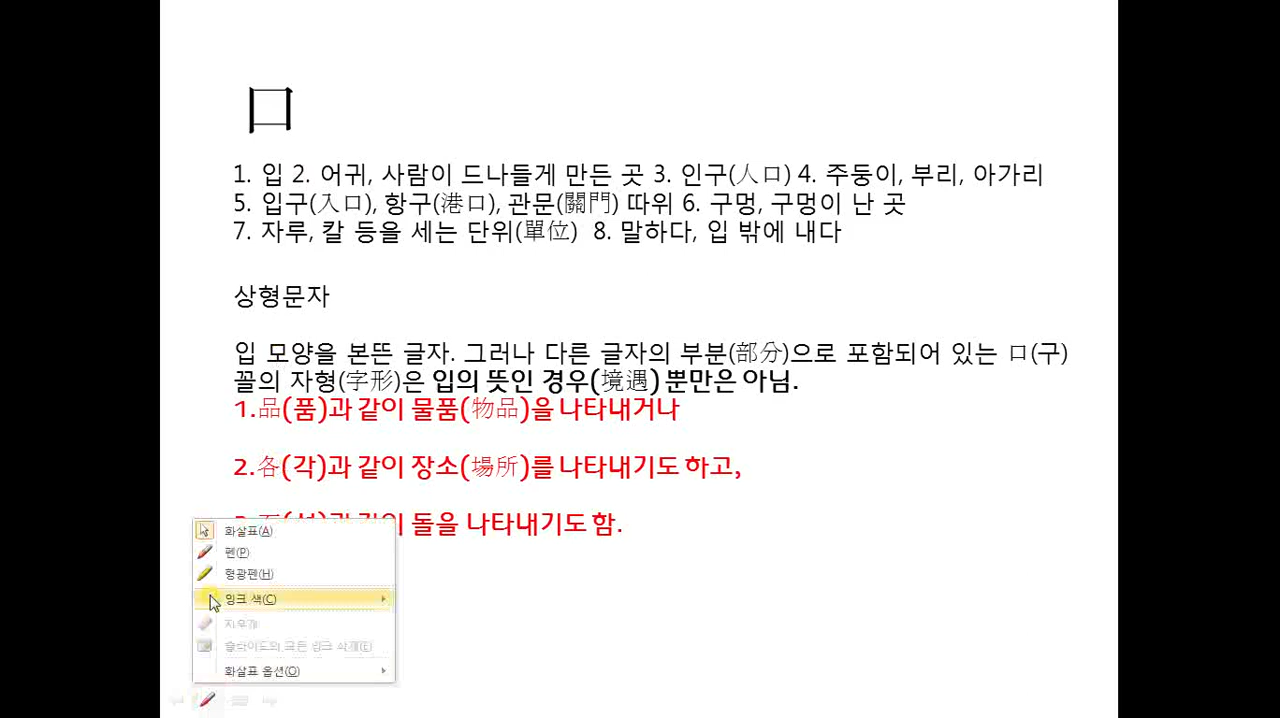 口
1. 입 2. 어귀, 사람이 드나들게 만든 곳 3. 인구(人口) 4. 주둥이, 부리, 아가리
5. 입구(入口), 항구(港口), 관문(關門) 따위 6. 구멍, 구멍이 난 곳
7. 자루, 칼 등을 세는 단위(單位) 8. 말하다, 입 밖에 내다
상형문자
입 모양을 본뜬 글자. 그러나 다른 글자의 부분(部分)으로 포함되어 있는 口(구)
꼴의 자형(字形)은 입의 뜻인 경우(境遇) 뿐만은 아님.
1.品(품)과 같이 물품(物品)을 나타내거나
2.各(각)과 같이 장소(場所)를 나타내기도 하고,
돌을 나타내기도 함.
화살표(A)
펜(P)
형광펜(H)
잉크 색(C)
지우개
슬라이드의 모든 잉크 삭제(E)
화살표 옵션(O)